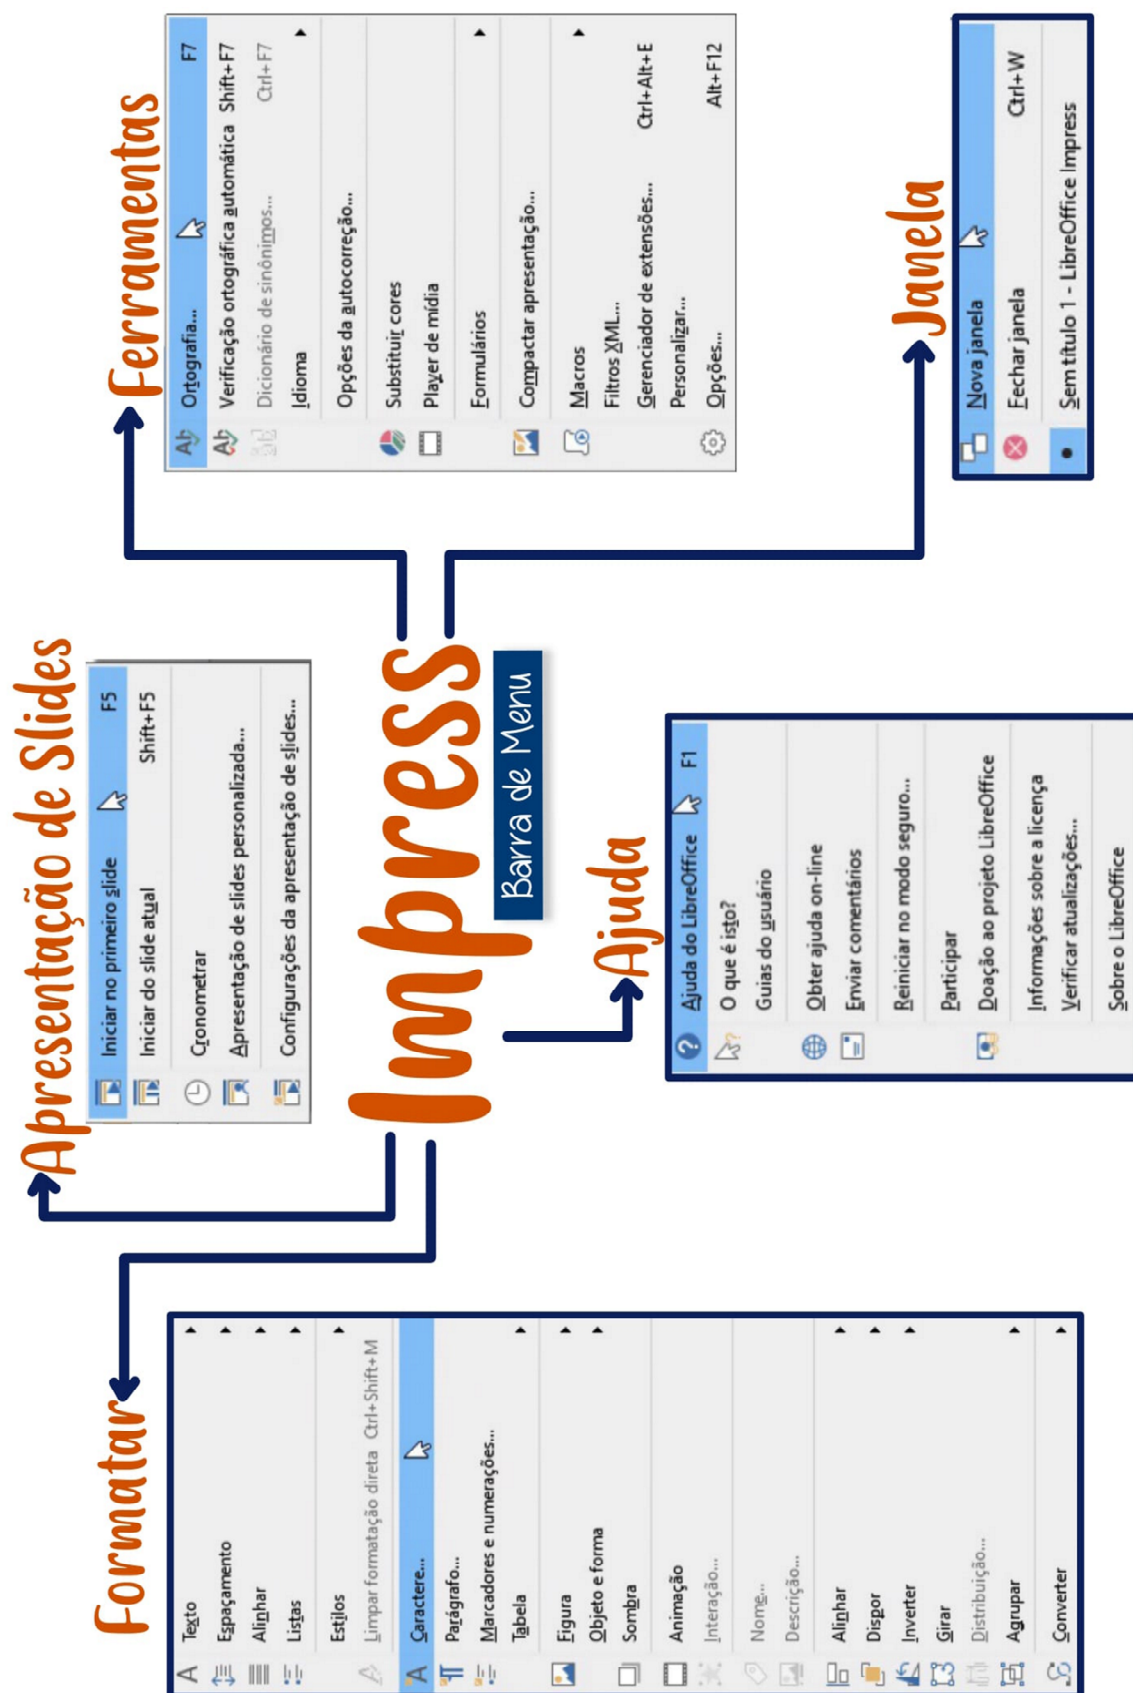 Formatar
Texto
Espaçamento
Alinhar
Listas
Estilos
Limpar formatação direta Ctrl+Shift+M
Caractere...
Parágrafo...
Marcadores e numerações...
Tabela
Figura
Objeto e forma
Sombra
Animação
Interação...
Nome...
Descrição...
Alinhar
Dispor
Inverter
Girar
Distribuição...
Agrupar
Converter
Apresentação de Slides
Iniciar no primeiro slide F5
Iniciar do slide atual Shift+F5
Cronometrar
Apresentação de slides personalizada...
Configurações da apresentação de slides...
Impress
Barra de Menu
Ajuda
Ajuda do LibreOffice F1
O que é isto?
Guias do usuário
Obter ajuda on-line
Enviar comentários
Reiniciar no modo seguro...
Participar
Doação ao projeto LibreOffice
Informações sobre a licença
Verificar atualizações...
Sobre o LibreOffice
Ferramentas
Ortografia... F7
Verificação ortográfica automática Shift+F7
Dicionário de sinônimos... Ctrl+F7
Idioma
Opções da autocorreção...
Substituir cores
Player de mídia
Formulários
Compactar apresentação...
Macros
Filtros XML...
Gerenciador de extensões... Ctrl+Alt+E
Personalizar...
Opções... Alt+F12
Janela
Nova janela
Fechar janela Ctrl+W
Sem título 1 - LibreOffice Impress